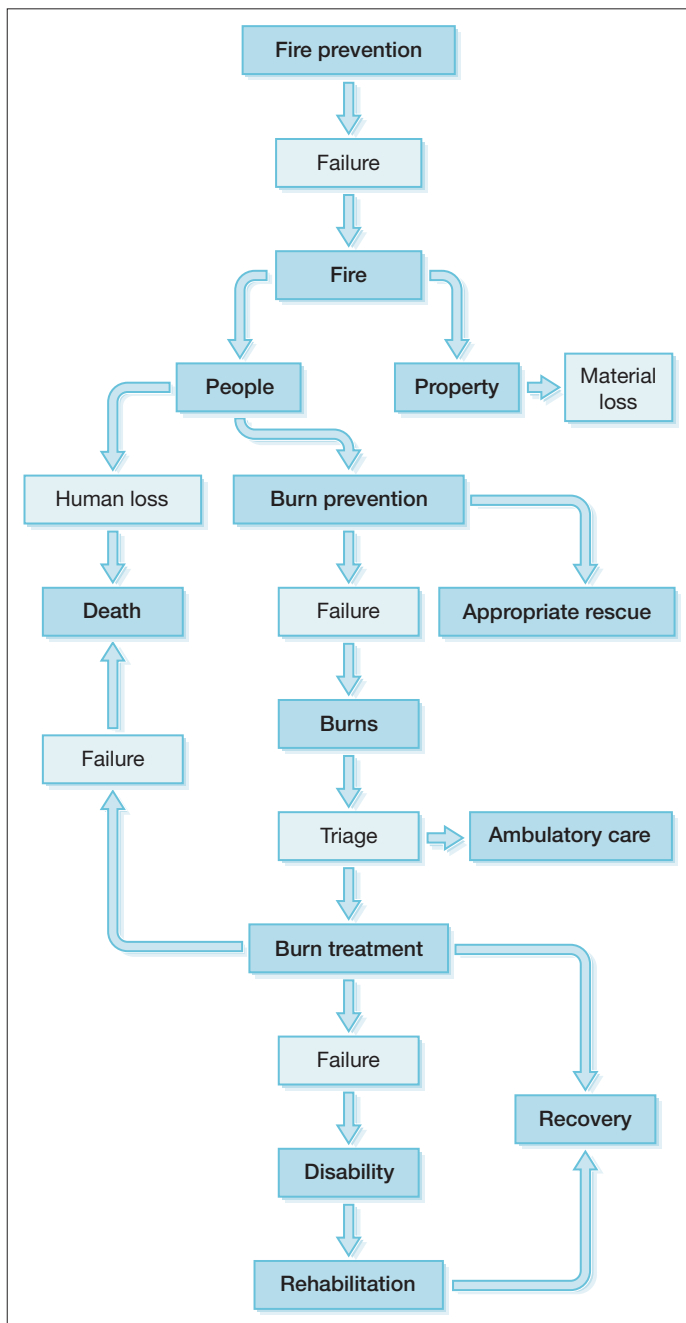 Fire prevention
Failure
Fire
People
Property
Material
loss
Human loss
Burn prevention
Death
Failure
Appropriate rescue
Burns
Failure
Triage
Ambulatory care
Burn treatment
Failure
Recovery
Disability
Rehabilitation